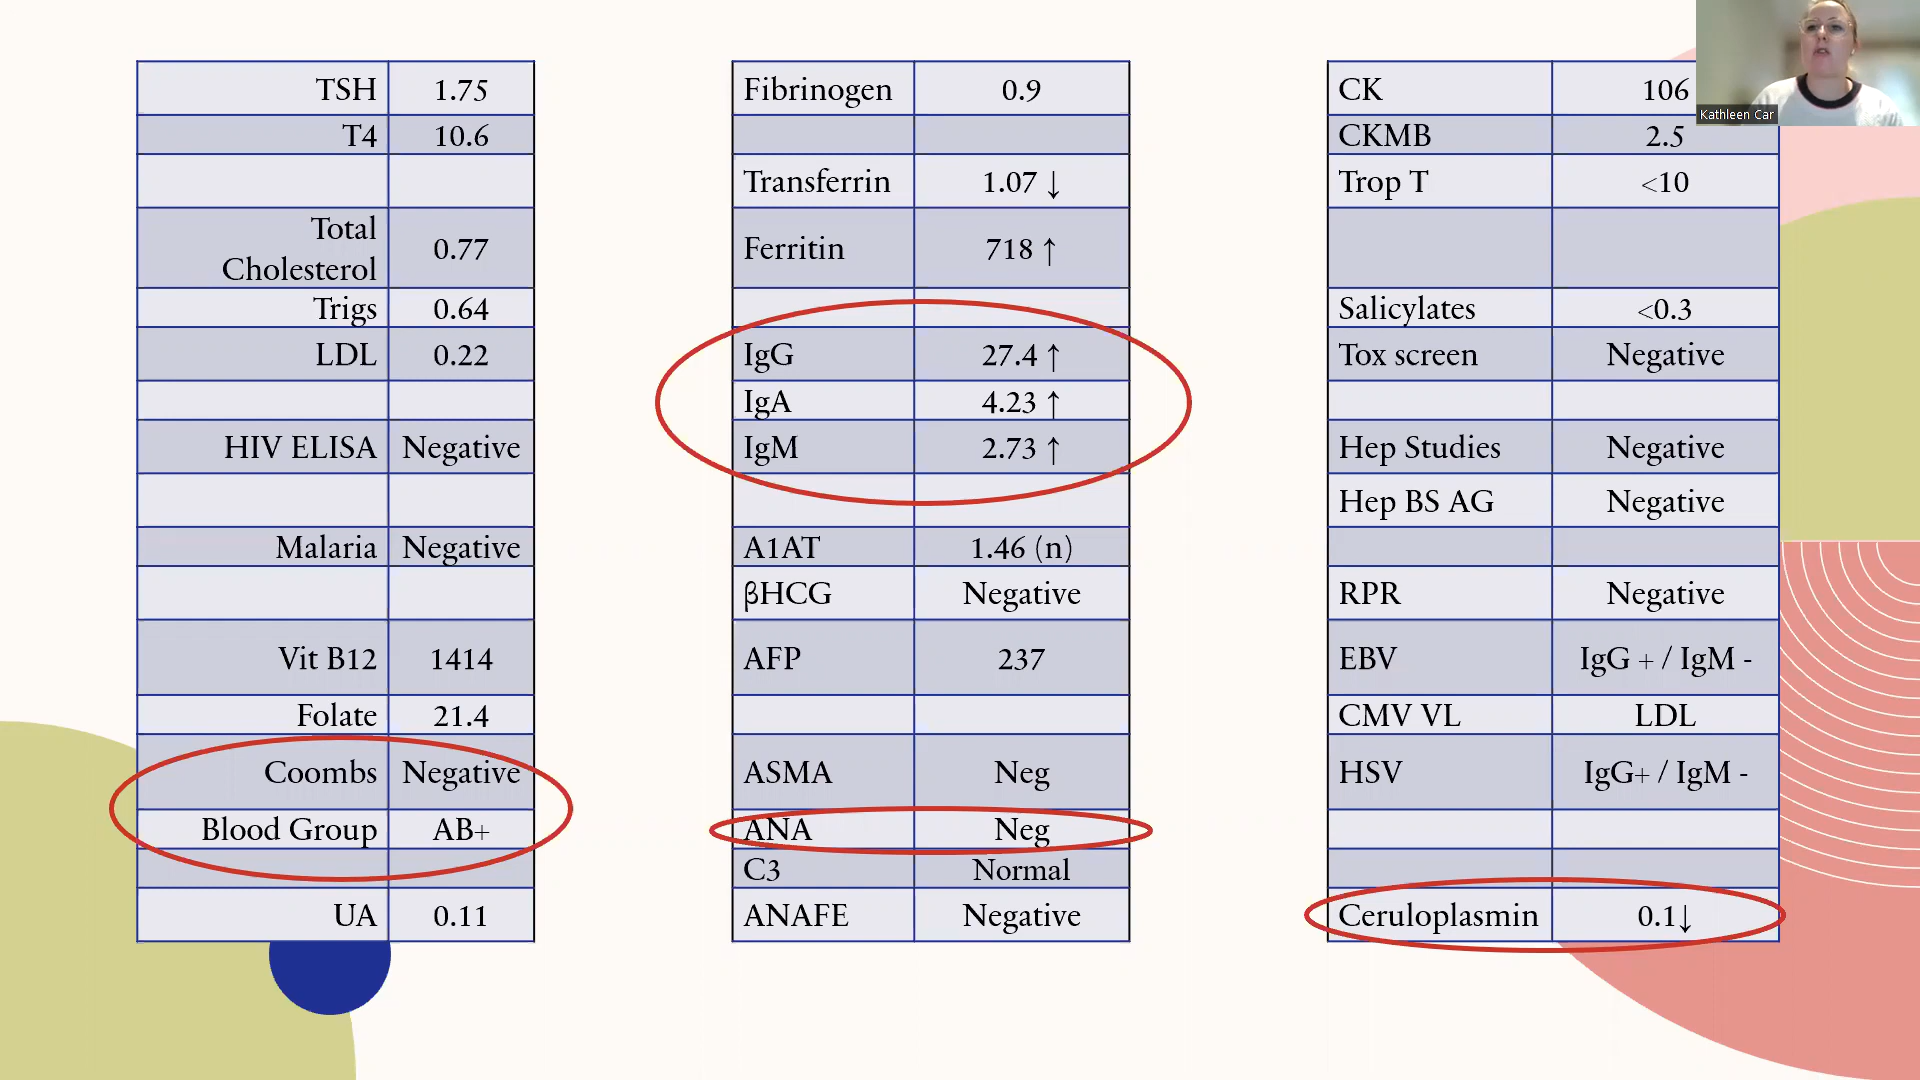 TSH 1.75
T4 10.6
Total
Cholesterol 0.77
Trigs 0.64
LDL 0.22
HIV ELISA Negative
Malaria Negative
Vit B12 1414
Folate 21.4
Coombs Negative
Blood Group AB+
UA 0.11
Fibrinogen 0.9
Transferrin 1.07 ↓
Ferritin 718 ↑
IgG 27.4 ↑
IgA 4.23 ↑
IgM 2.73 ↑
A1AT 1.46 (n)
βHCG Negative
AFP 237
ASMA Neg
ANA Neg
C3 Normal
ANAFE Negative
CK 106
CKMB 2.5
Trop T <10
Salicylates <0.3
Tox screen Negative
Hep Studies Negative
Hep BS AG Negative
RPR Negative
EBV IgG + / IgM -
CMV VL LDL
HSV IgG+ / IgM -
Ceruloplasmin 0.1↓
Kathleen Car